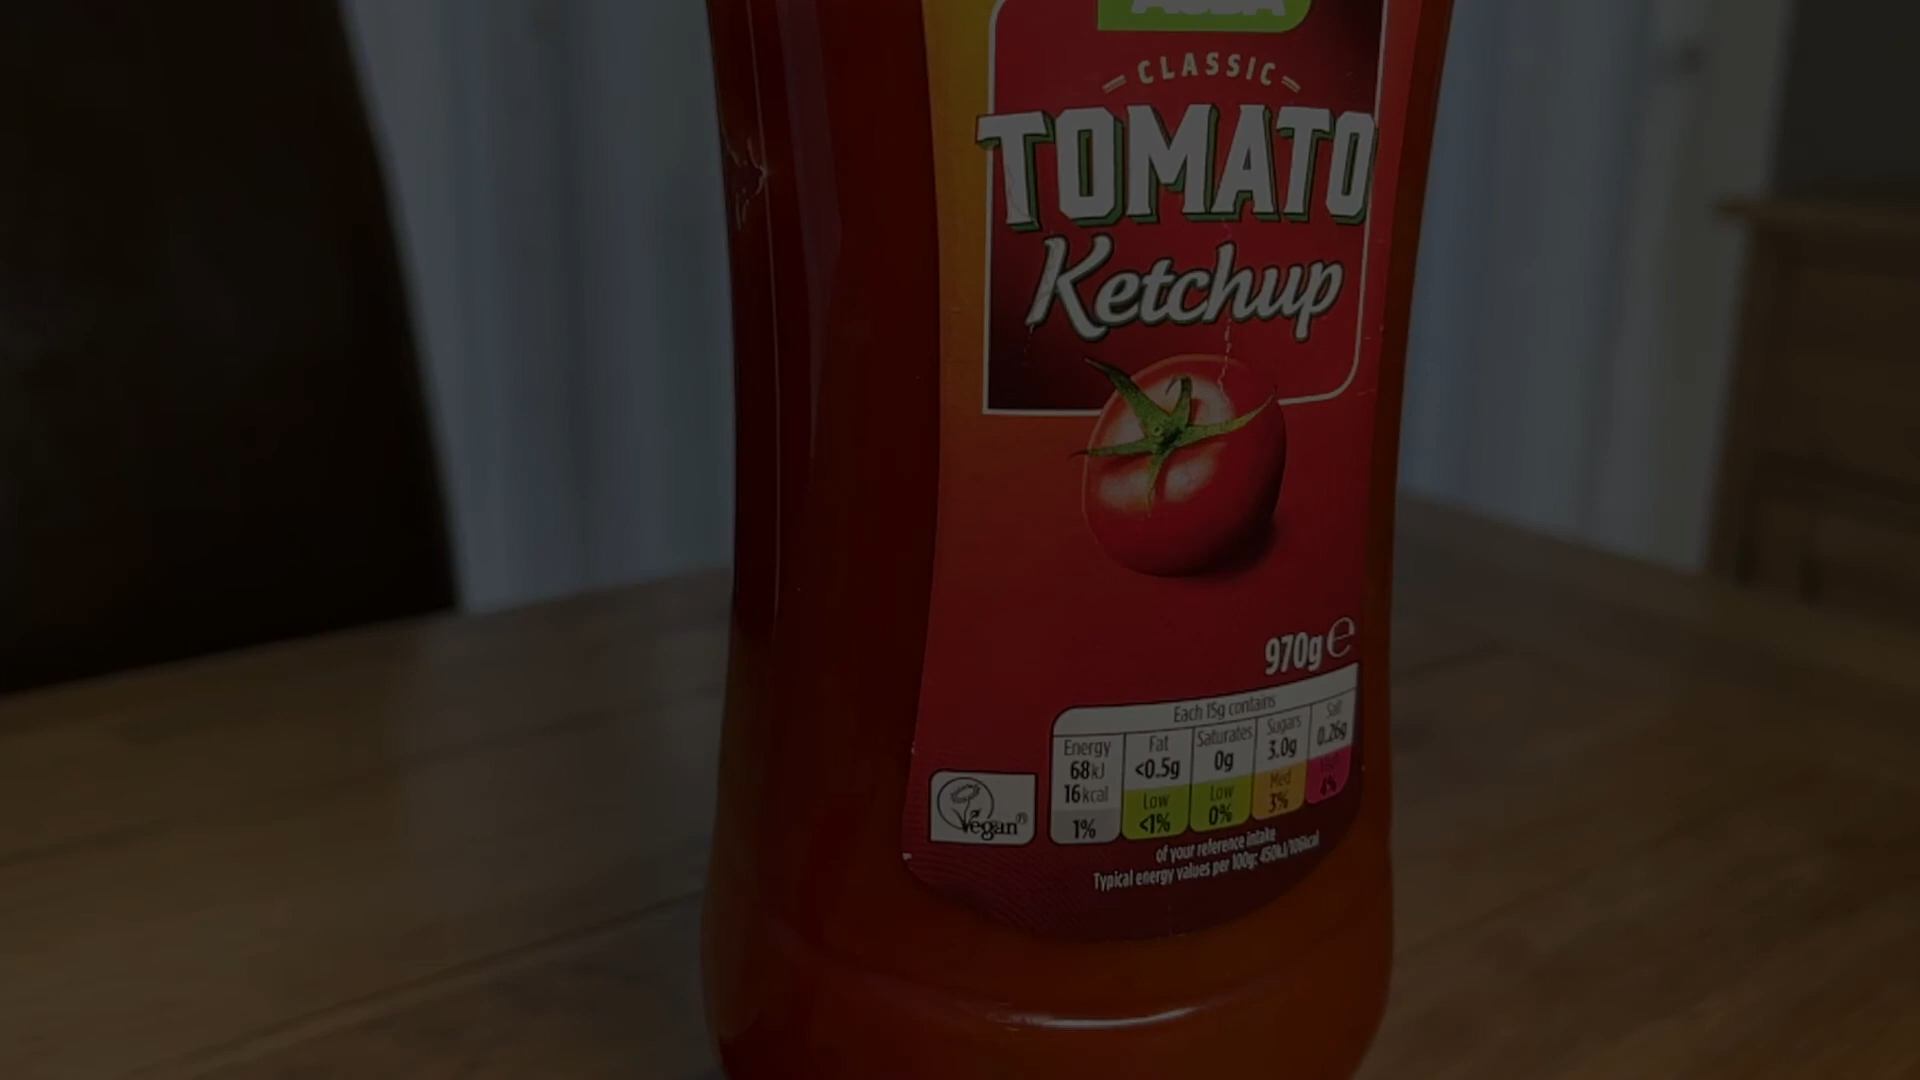 ASDA
CLASSIC
TOMATO
Ketchup
970g ℮
Each 15g contains
Energy 68kJ 16kcal 1%
Fat <0.5g Low <1%
Saturates 0g Low 0%
Sugars 3.0g Med 3%
Salt 0.26g 4%
Vegan®
of your reference intake
Typical energy values per 100g: 450kJ/106kcal